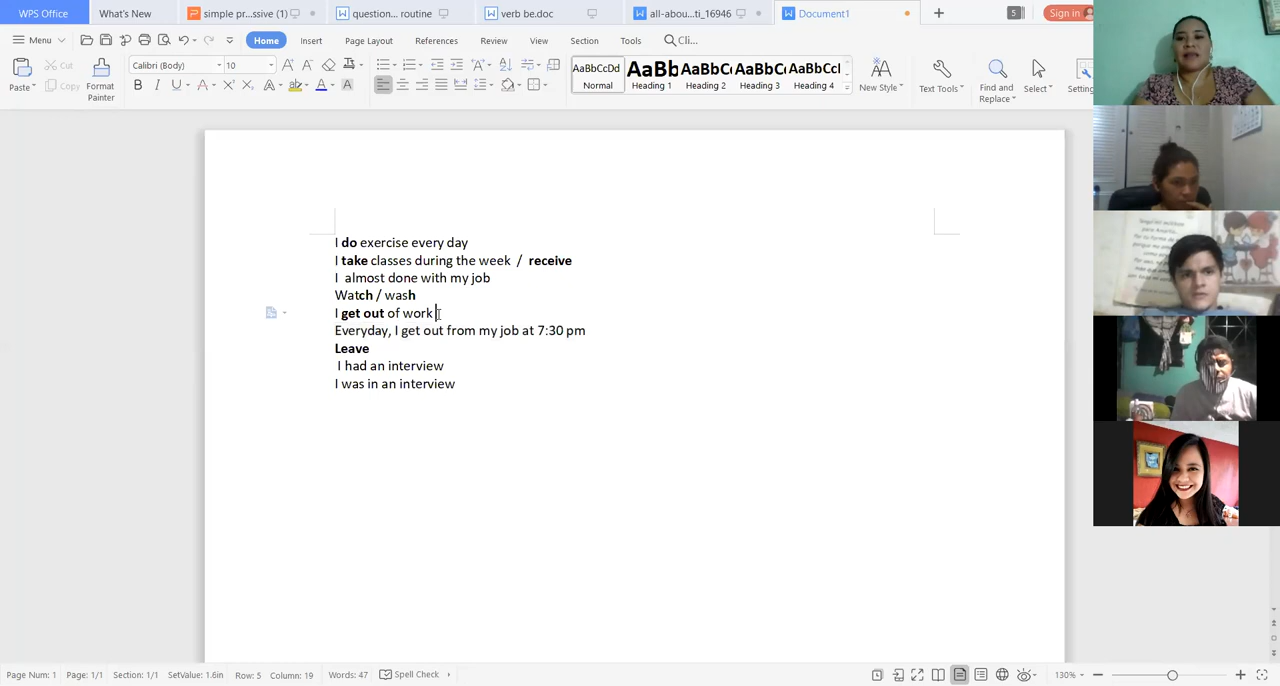 WPS Office
What's New
simple pr...ssive (1)
question... routine
verb be.doc
all-abou...ti_16946
Document1
5
Sign in
Menu
Home
Insert
Page Layout
References
Review
View
Section
Tools
Cli...
Paste
Cut
Copy
Format
Painter
Calibri (Body)
10
AaBbCcDd
Normal
AaBb
Heading 1
AaBbC
Heading 2
AaBbC
Heading 3
AaBbCcl
Heading 4
New Style
Text Tools
Find and
Replace
Select
Setting
I do exercise every day
I take classes during the week / receive
I almost done with my job
Watch / wash
I get out of work
Everyday, I get out from my job at 7:30 pm
Leave
I had an interview
I was in an interview
Page Num: 1
Page: 1/1
Section: 1/1
SetValue: 1.6in
Row: 5
Column: 19
Words: 47
Spell Check
130%